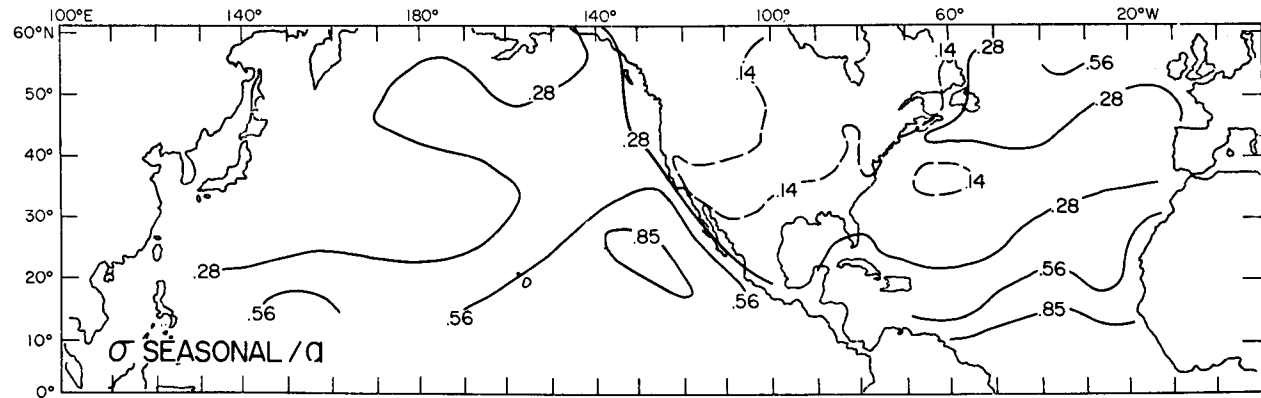 100°E 140° 180° 140° 100° 60° 20°W
60°N
.14 .28
.14 .56
50° .28 .28
.28
40°
.14 .14
30° .28
.85
20° .28 .56
.56 .56 .56 .85
10° σ SEASONAL/a
0°